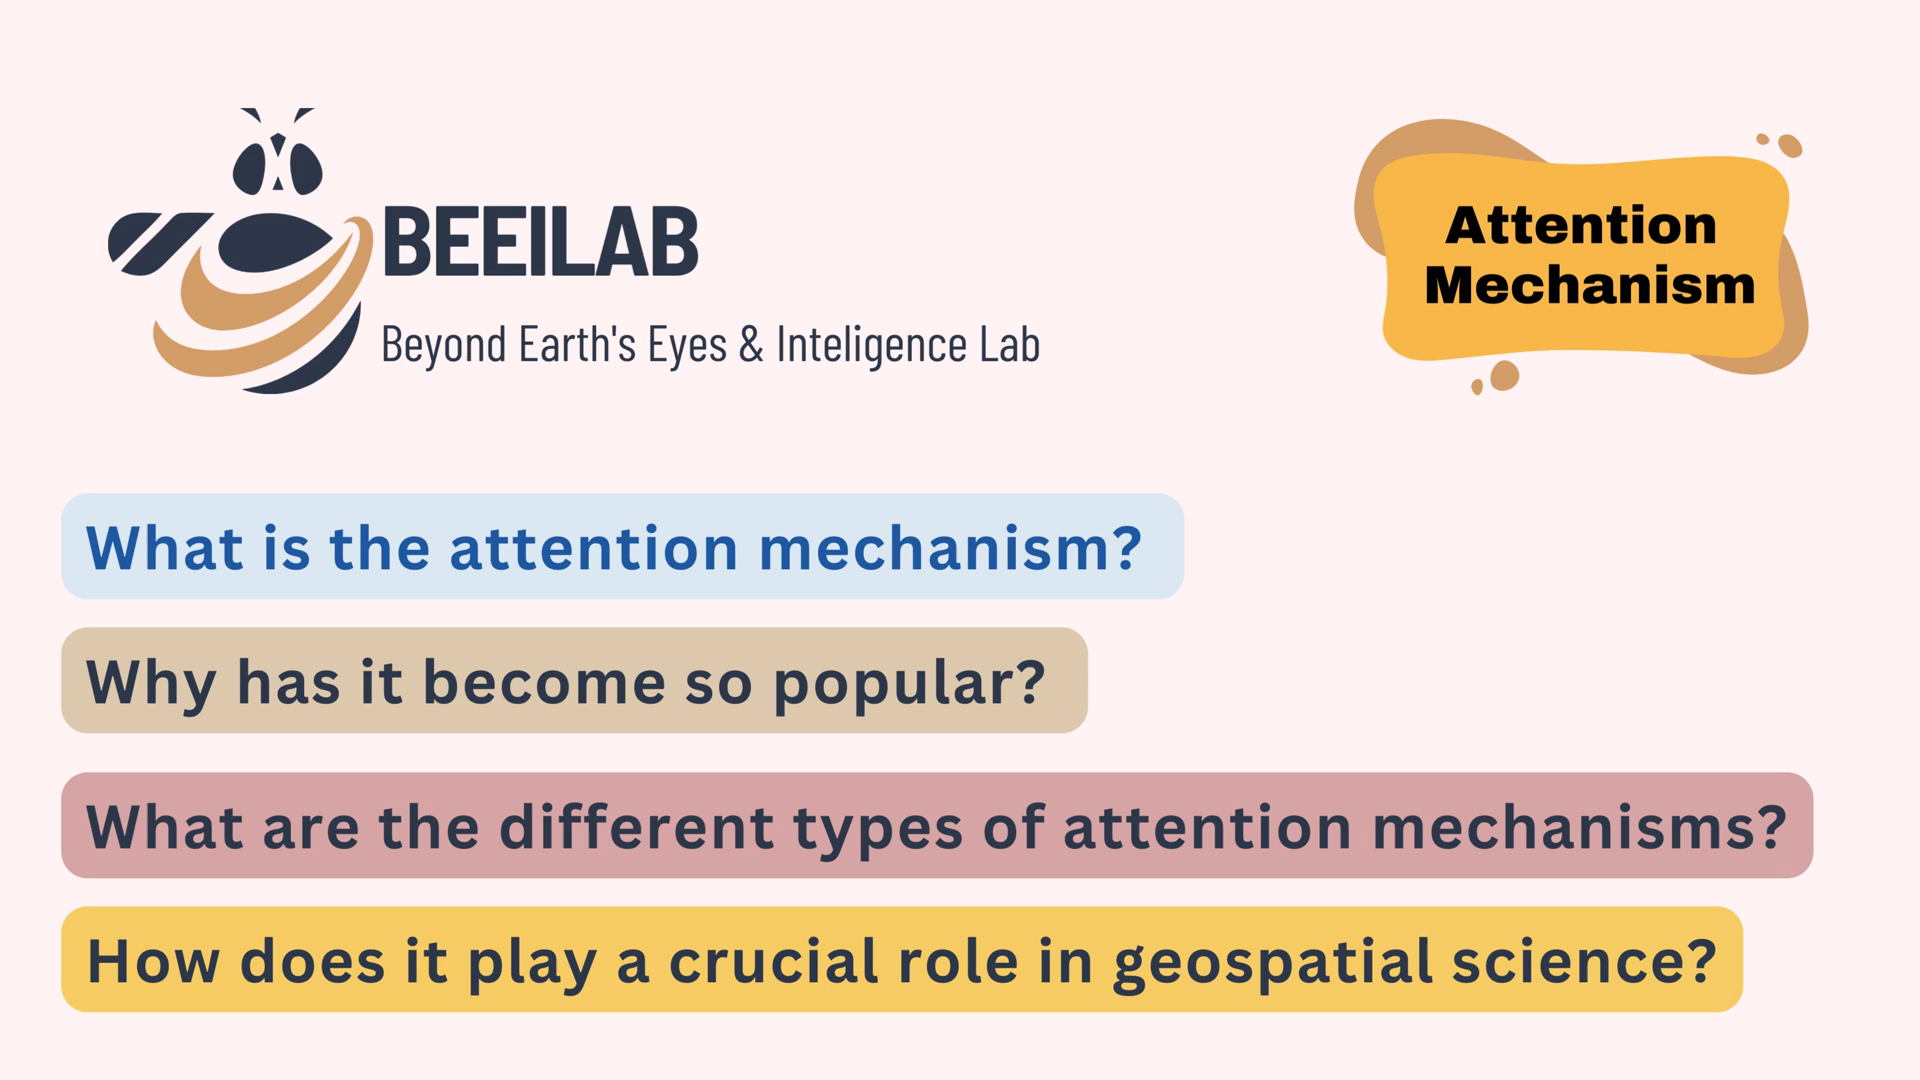 BEEILAB
Beyond Earth's Eyes & Inteligence Lab
Attention
Mechanism
What is the attention mechanism?
Why has it become so popular?
What are the different types of attention mechanisms?
How does it play a crucial role in geospatial science?